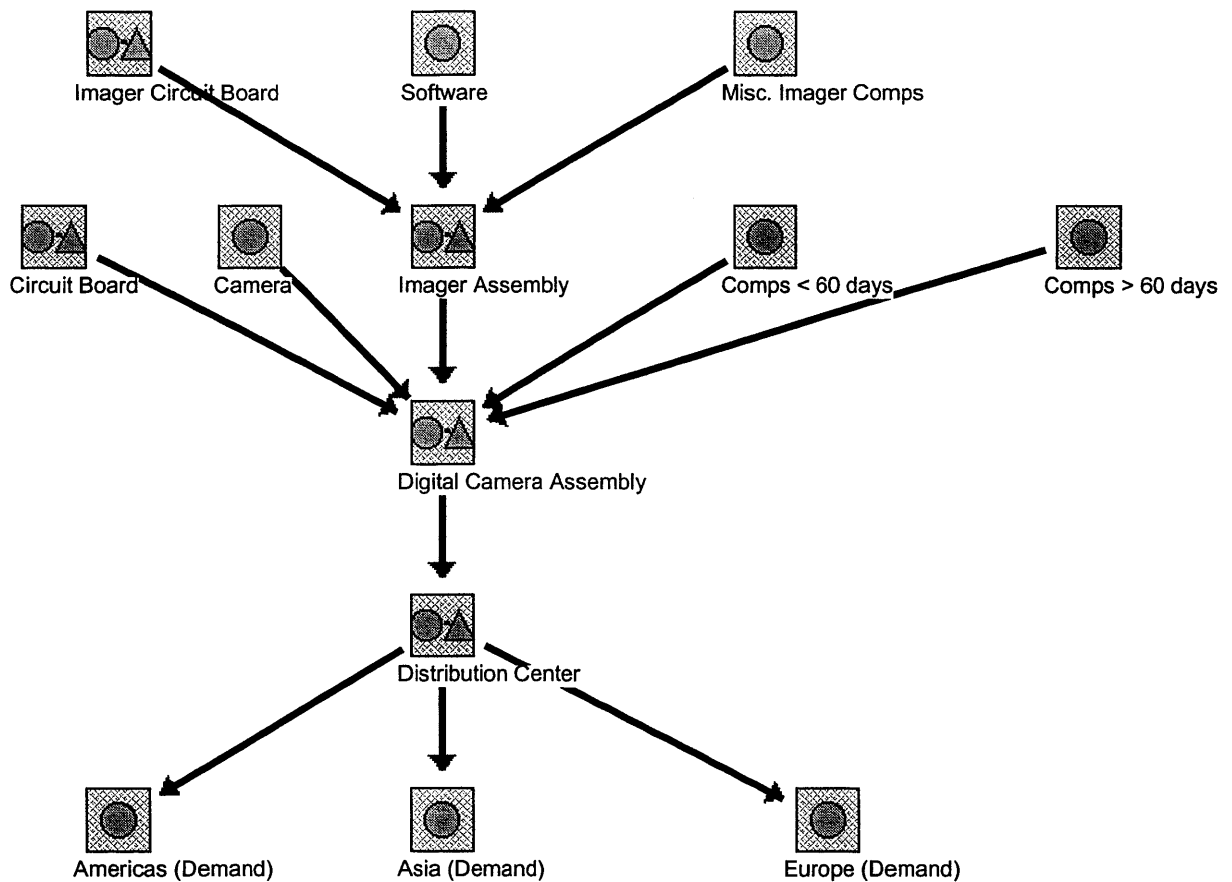 Imager Circuit Board
Software
Misc. Imager Comps
Circuit Board
Camera
Imager Assembly
Comps < 60 days
Comps > 60 days
Digital Camera Assembly
Distribution Center
Americas (Demand)
Asia (Demand)
Europe (Demand)